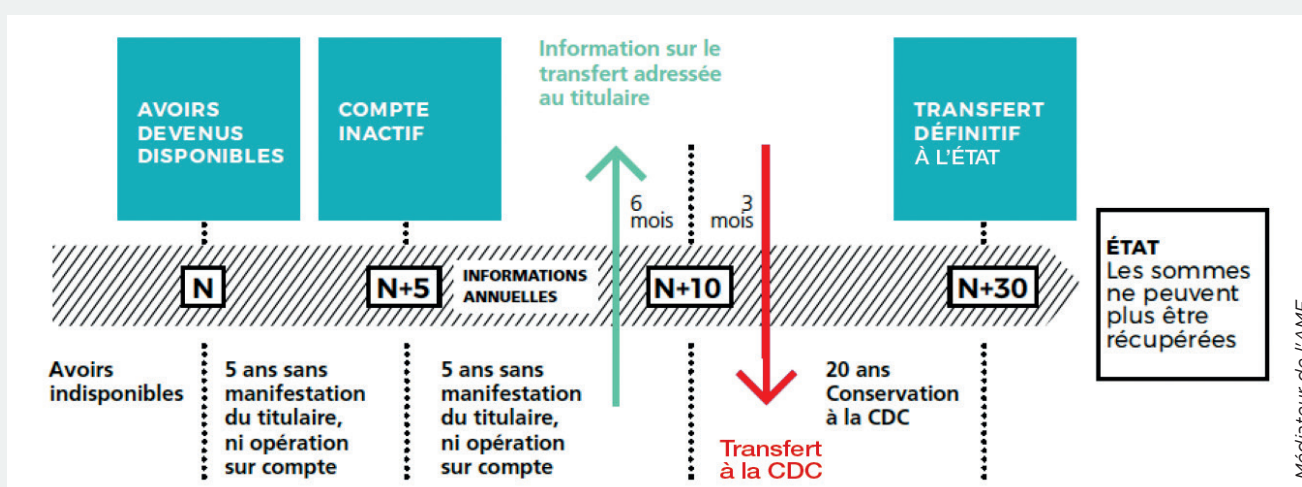 AVOIRS
DEVENUS
DISPONIBLES
COMPTE
INACTIF
Information sur le
transfert adressée
au titulaire
6
mois
3
mois
TRANSFERT
DÉFINITIF
À L'ÉTAT
N
N+5
INFORMATIONS
ANNUELLES
N+10
N+30
ÉTAT
Les sommes
ne peuvent
plus être
récupérées
Avoirs
indisponibles
5 ans sans
manifestation
du titulaire,
ni opération
sur compte
5 ans sans
manifestation
du titulaire,
ni opération
sur compte
Transfert
à la CDC
20 ans
Conservation
à la CDC
Médiateur de l'AMF